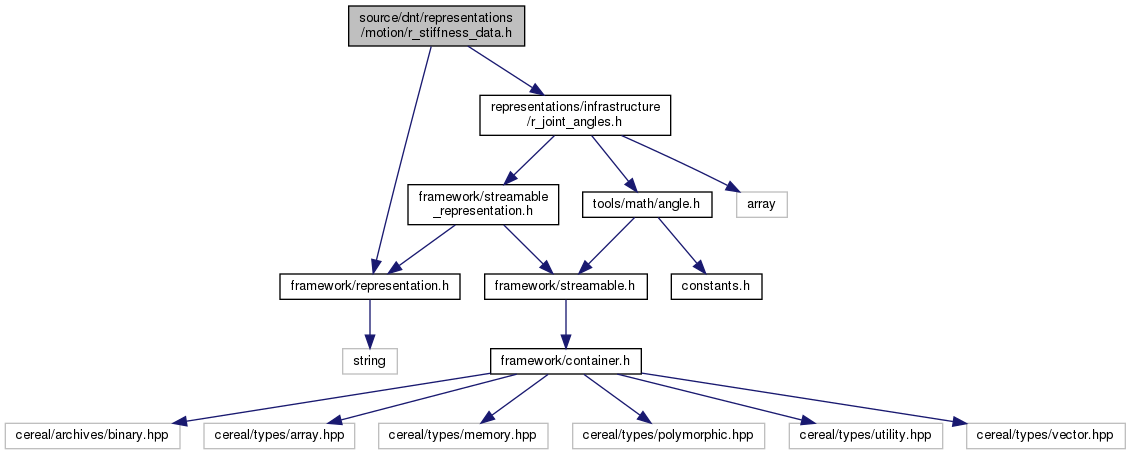 source/dnt/representations
/motion/r_stiffness_data.h
representations/infrastructure
/r_joint_angles.h
framework/streamable
_representation.h
tools/math/angle.h
array
framework/representation.h
framework/streamable.h
constants.h
string
framework/container.h
cereal/archives/binary.hpp
cereal/types/array.hpp
cereal/types/memory.hpp
cereal/types/polymorphic.hpp
cereal/types/utility.hpp
cereal/types/vector.hpp